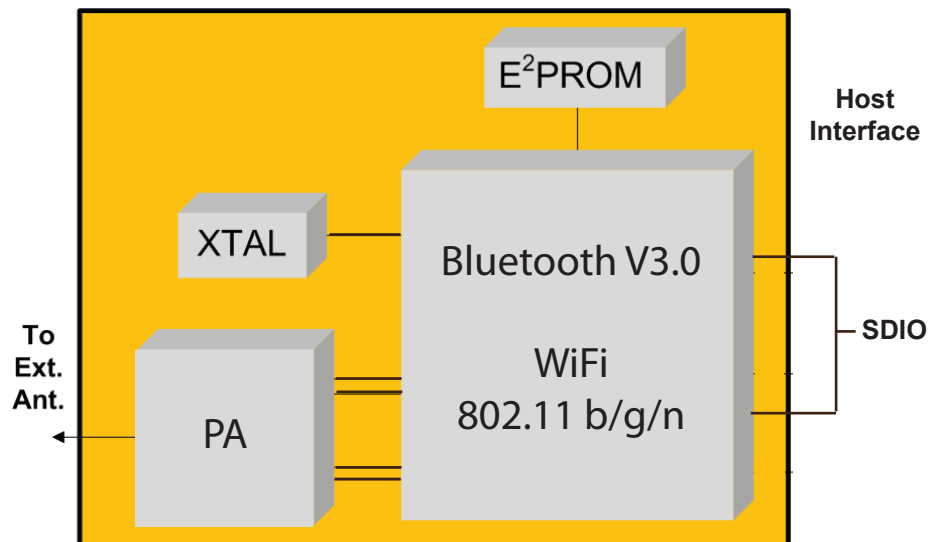 E²PROM
Host
Interface
XTAL
Bluetooth V3.0
To
Ext.
Ant.
SDIO
WiFi
802.11 b/g/n
PA